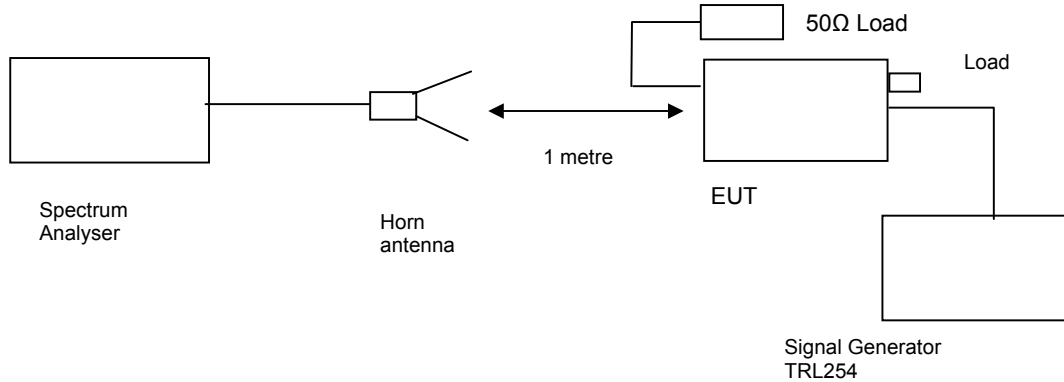 50Ω Load
Load
1 metre
EUT
Spectrum
Analyser
Horn
antenna
Signal Generator
TRL254